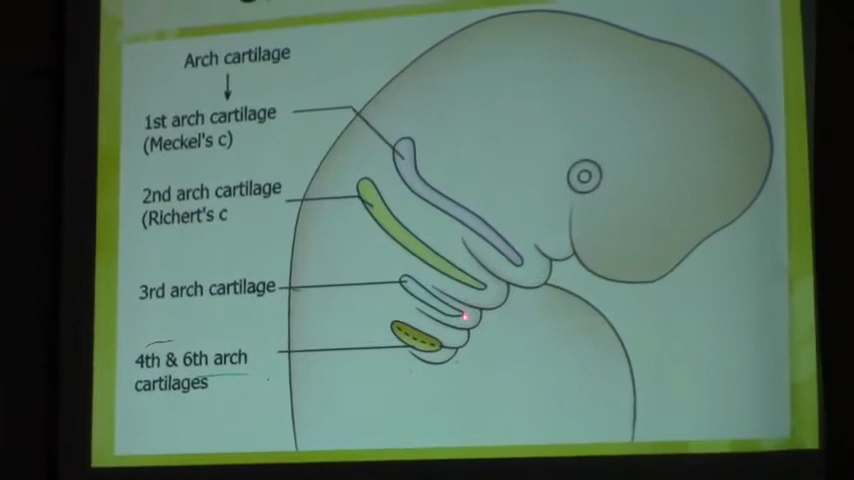 Arch cartilage
1st arch cartilage
(Meckel's c)
2nd arch cartilage
(Richert's c
3rd arch cartilage
4th & 6th arch
cartilages